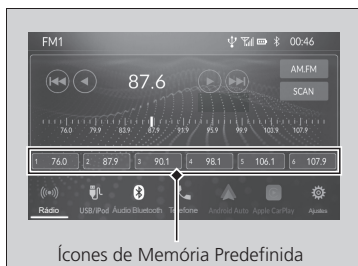 FM1 00:46
87.6
AM.FM
SCAN
76.0 79.9 83.9 87.9 91.9 95.9 99.9 103.9 107.9
1 76.0 2 87.9 3 90.1 4 98.1 5 106.1 6 107.9
Rádio USB/iPod Áudio Bluetooth Telefone Android Auto Apple CarPlay Ajustes
Ícones de Memória Predefinida